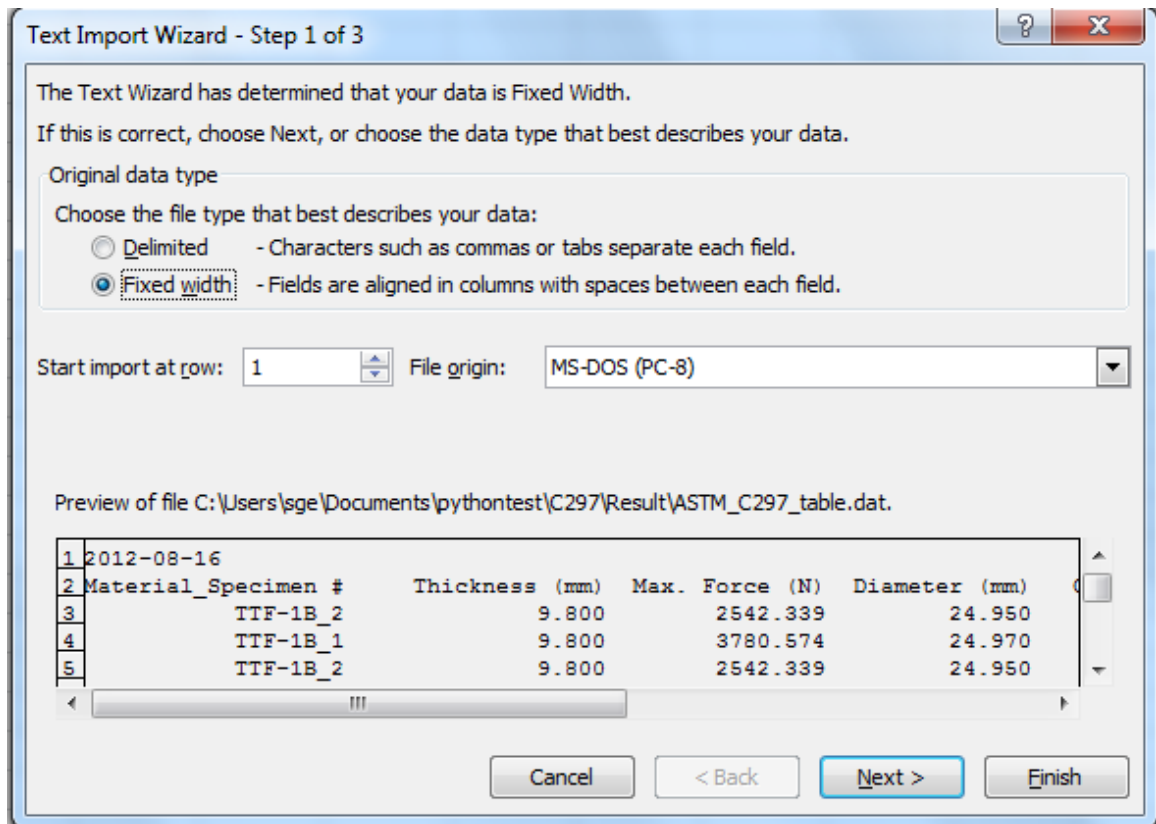 Text Import Wizard - Step 1 of 3
The Text Wizard has determined that your data is Fixed Width.
If this is correct, choose Next, or choose the data type that best describes your data.
Original data type
Choose the file type that best describes your data:
Delimited - Characters such as commas or tabs separate each field.
Fixed width - Fields are aligned in columns with spaces between each field.
Start import at row: 1 File origin: MS-DOS (PC-8)
Preview of file C:\Users\sge\Documents\pythontest\C297\Result\ASTM_C297_table.dat.
1 2012-08-16
2 Material_Specimen # Thickness (mm) Max. Force (N) Diameter (mm)
3 TTF-1B_2 9.800 2542.339 24.950
4 TTF-1B_1 9.800 3780.574 24.970
5 TTF-1B_2 9.800 2542.339 24.950
Cancel < Back Next > Finish